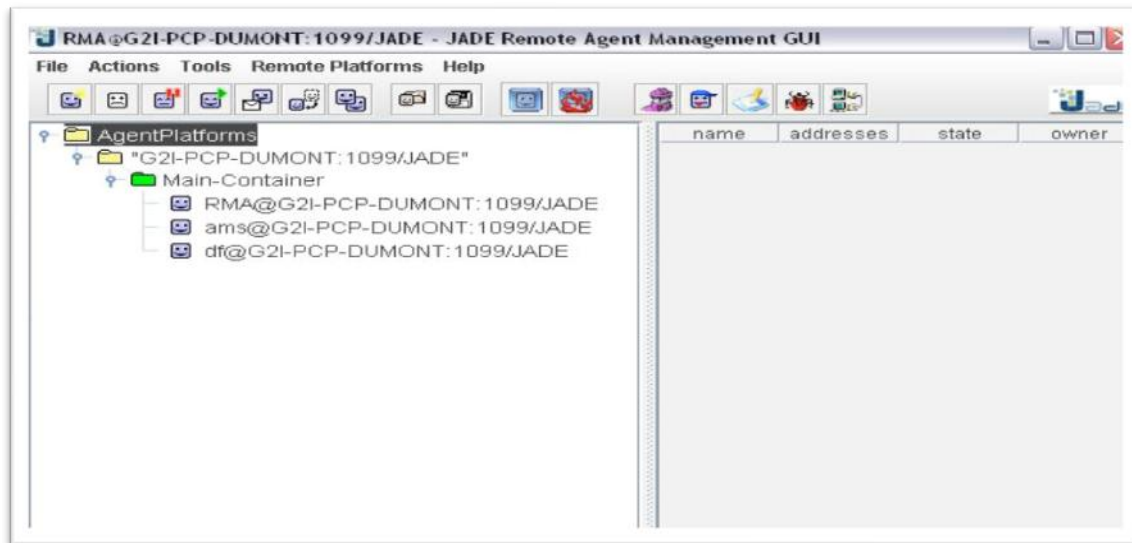 RMA@G2I-PCP-DUMONT:1099/JADE - JADE Remote Agent Management GUI
File Actions Tools Remote Platforms Help
AgentPlatforms
"G2I-PCP-DUMONT:1099/JADE"
Main-Container
RMA@G2I-PCP-DUMONT:1099/JADE
ams@G2I-PCP-DUMONT:1099/JADE
df@G2I-PCP-DUMONT:1099/JADE
name addresses state owner